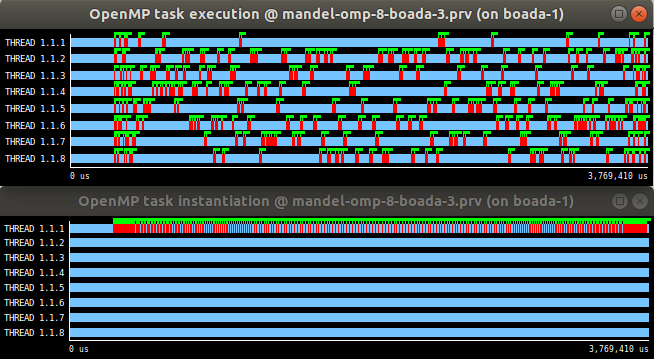 OpenMP task execution @ mandel-omp-8-boada-3.prv (on boada-1)
THREAD 1.1.1
THREAD 1.1.2
THREAD 1.1.3
THREAD 1.1.4
THREAD 1.1.5
THREAD 1.1.6
THREAD 1.1.7
THREAD 1.1.8
0 us 3,769,410 us
OpenMP task instantiation @ mandel-omp-8-boada-3.prv (on boada-1)
THREAD 1.1.1
THREAD 1.1.2
THREAD 1.1.3
THREAD 1.1.4
THREAD 1.1.5
THREAD 1.1.6
THREAD 1.1.7
THREAD 1.1.8
0 us 3,769,410 us